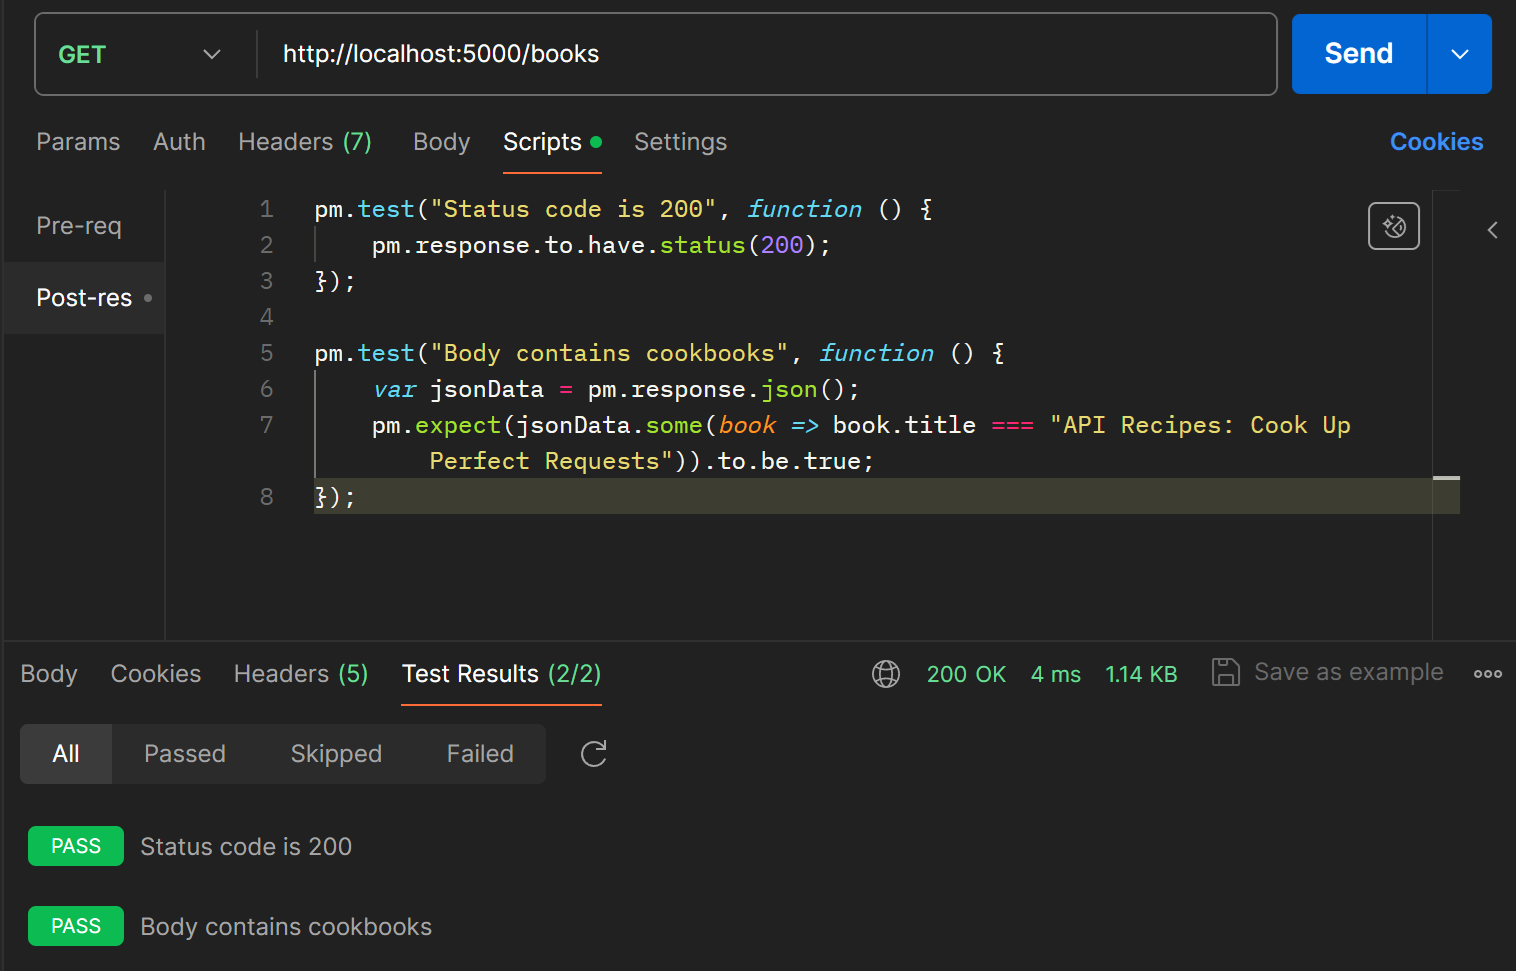 GET http://localhost:5000/books Send
Params Auth Headers (7) Body Scripts Settings Cookies
Pre-req
Post-res
1 pm.test("Status code is 200", function () {
2 pm.response.to.have.status(200);
3 });
4
5 pm.test("Body contains cookbooks", function () {
6 var jsonData = pm.response.json();
7 pm.expect(jsonData.some(book => book.title === "API Recipes: Cook Up
Perfect Requests")).to.be.true;
8 });
Body Cookies Headers (5) Test Results (2/2) 200 OK 4 ms 1.14 KB Save as example
All Passed Skipped Failed
PASS Status code is 200
PASS Body contains cookbooks